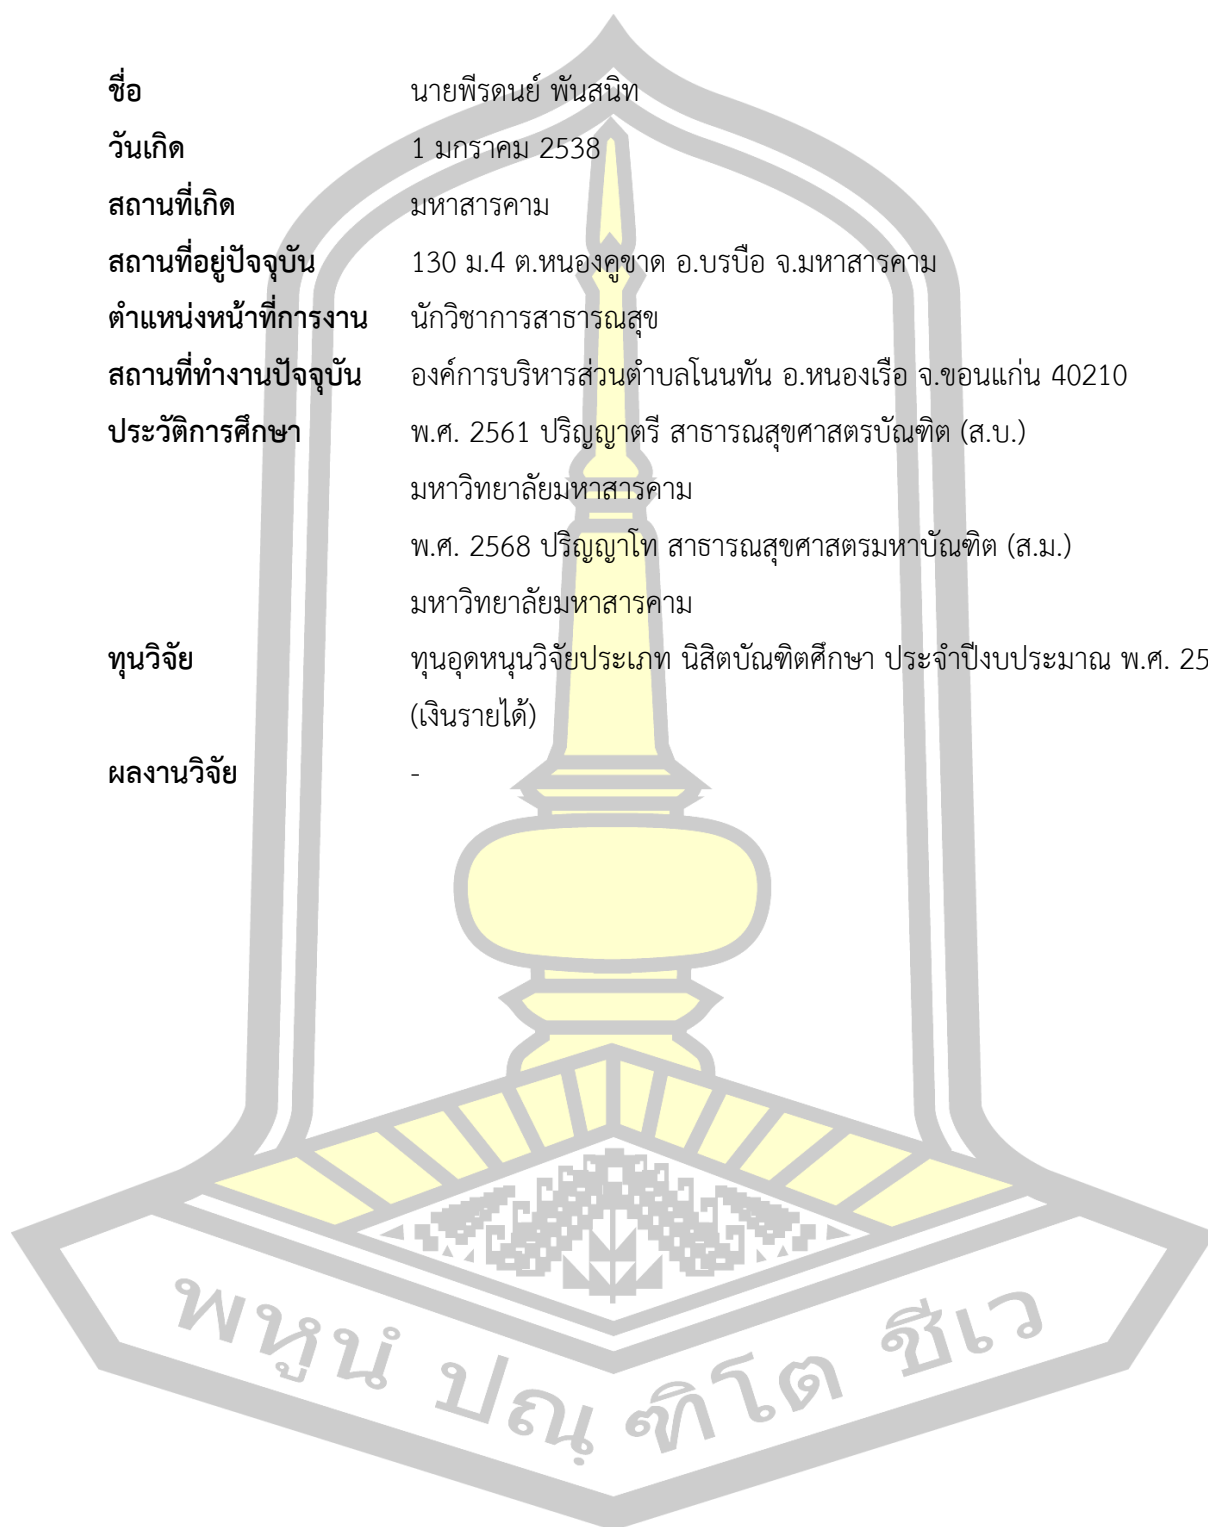 ชื่อ นายพีรดนย์ พันสนิท
วันเกิด 1 มกราคม 2538
สถานที่เกิด มหาสารคาม
สถานที่อยู่ปัจจุบัน 130 ม.4 ต.หนองคูขาด อ.บรบือ จ.มหาสารคาม
ตำแหน่งหน้าที่การงาน นักวิชาการสาธารณสุข
สถานที่ทำงานปัจจุบัน องค์การบริหารส่วนตำบลโนนทัน อ.หนองเรือ จ.ขอนแก่น 40210
ประวัติการศึกษา พ.ศ. 2561 ปริญญาตรี สาธารณสุขศาสตรบัณฑิต (ส.บ.)
มหาวิทยาลัยมหาสารคาม
พ.ศ. 2568 ปริญญาโท สาธารณสุขศาสตรมหาบัณฑิต (ส.ม.)
มหาวิทยาลัยมหาสารคาม
ทุนวิจัย ทุนอุดหนุนวิจัยประเภท นิสิตบัณฑิตศึกษา ประจำปีงบประมาณ พ.ศ. 25
(เงินรายได้)
ผลงานวิจัย -
พหูนํ ปณฺฑิโต ชีเว